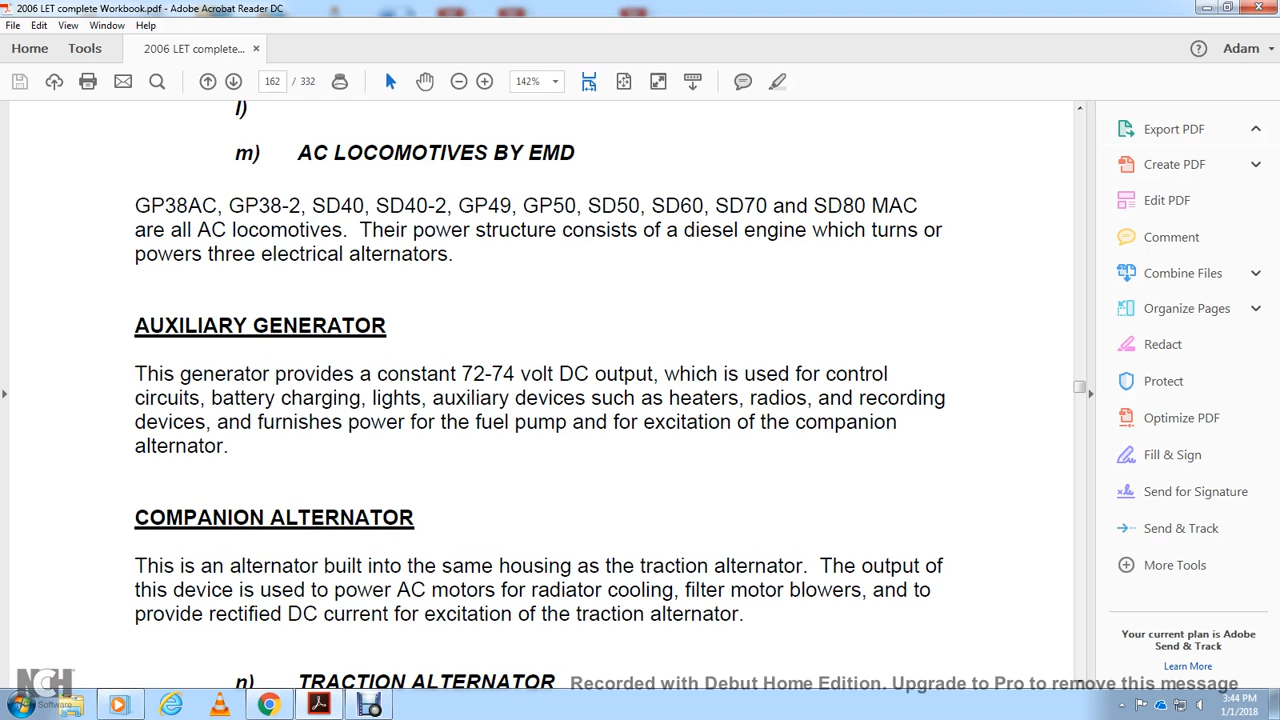 2006 LET complete Workbook.pdf - Adobe Acrobat Reader DC
File Edit View Window Help
Home Tools 2006 LET complete... × Adam
162 / 332 142%
l)
m) AC LOCOMOTIVES BY EMD
GP38AC, GP38-2, SD40, SD40-2, GP49, GP50, SD50, SD60, SD70 and SD80 MAC
are all AC locomotives. Their power structure consists of a diesel engine which turns or
powers three electrical alternators.
AUXILIARY GENERATOR
This generator provides a constant 72-74 volt DC output, which is used for control
circuits, battery charging, lights, auxiliary devices such as heaters, radios, and recording
devices, and furnishes power for the fuel pump and for excitation of the companion
alternator.
COMPANION ALTERNATOR
This is an alternator built into the same housing as the traction alternator. The output of
this device is used to power AC motors for radiator cooling, filter motor blowers, and to
provide rectified DC current for excitation of the traction alternator.
n) TRACTION ALTERNATOR
Export PDF
Create PDF
Edit PDF
Comment
Combine Files
Organize Pages
Redact
Protect
Optimize PDF
Fill & Sign
Send for Signature
Send & Track
More Tools
Your current plan is Adobe
Send & Track
Learn More
NCH
Software
Recorded with Debut Home Edition. Upgrade to Pro to remove this message
3:44 PM
1/1/2018